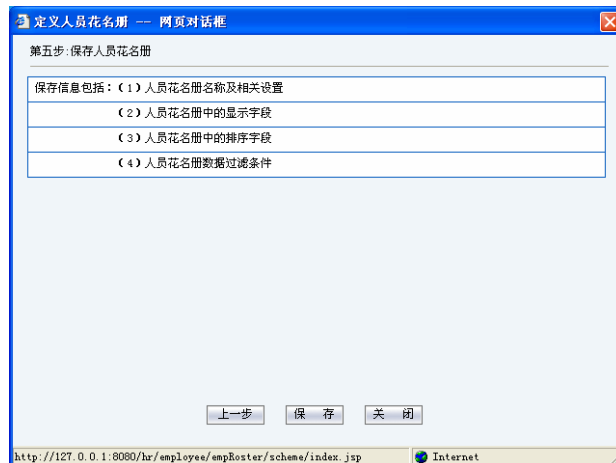 定义人员花名册 -- 网页对话框
第五步:保存人员花名册
保存信息包括：（1）人员花名册名称及相关设置
（2）人员花名册中的显示字段
（3）人员花名册中的排序字段
（4）人员花名册数据过滤条件
上一步 保 存 关 闭
http://127.0.0.1:8080/hr/employee/empRoster/scheme/index.jsp Internet